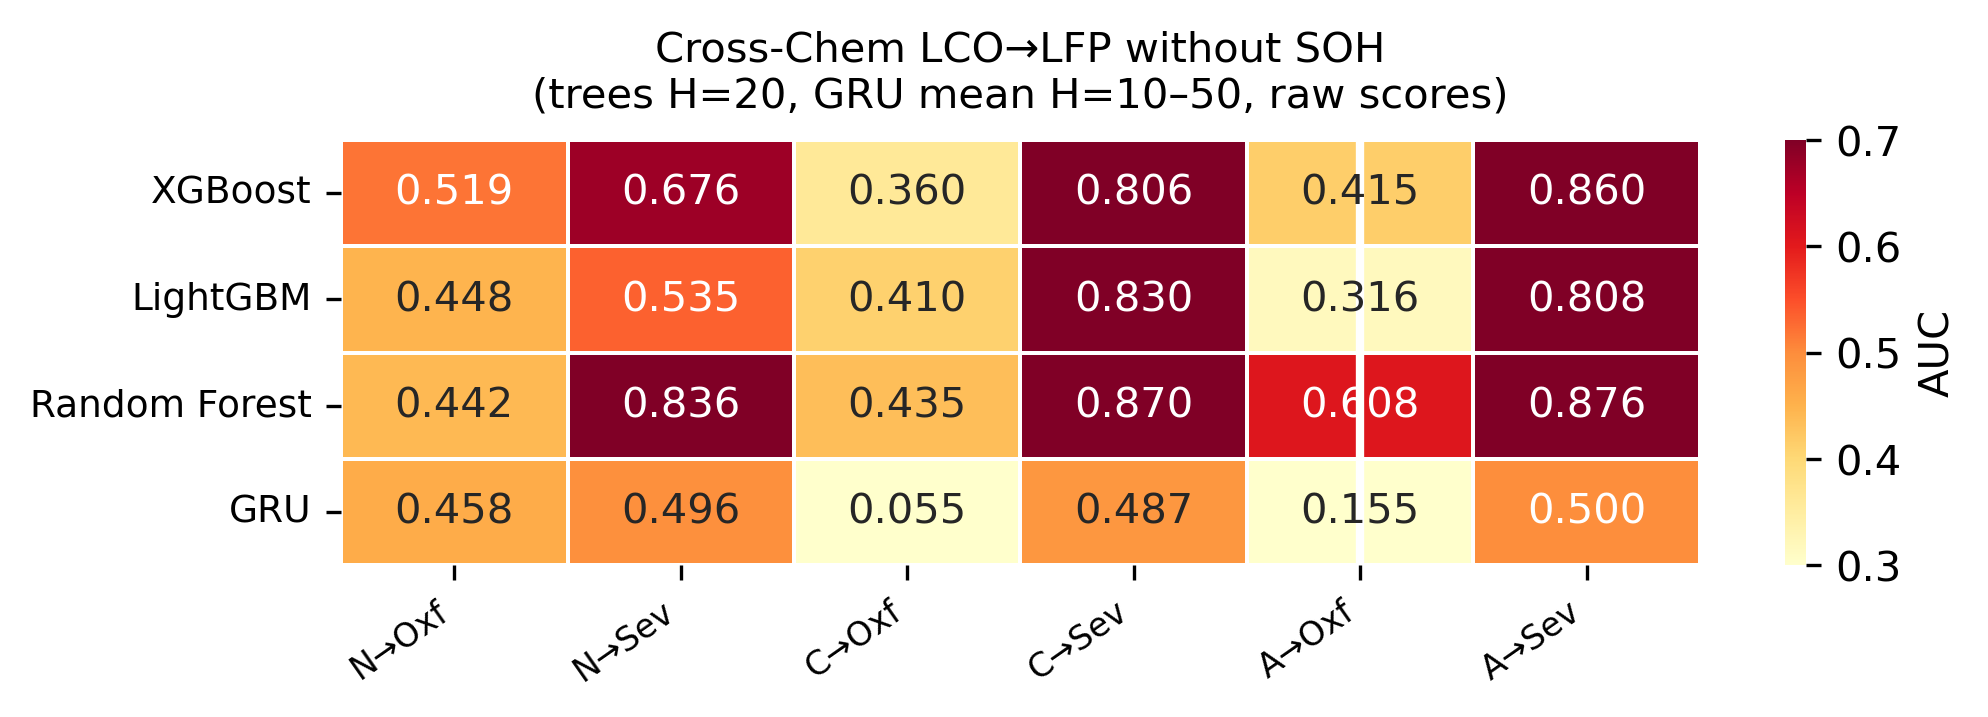 Cross-Chem LCO→LFP without SOH
(trees H=20, GRU mean H=10–50, raw scores)
XGBoost 0.519 0.676 0.360 0.806 0.415 0.860
LightGBM 0.448 0.535 0.410 0.830 0.316 0.808
Random Forest 0.442 0.836 0.435 0.870 0.608 0.876
GRU 0.458 0.496 0.055 0.487 0.155 0.500
N→Oxf N→Sev C→Oxf C→Sev A→Oxf A→Sev
0.7
0.6
0.5
0.4
0.3
AUC